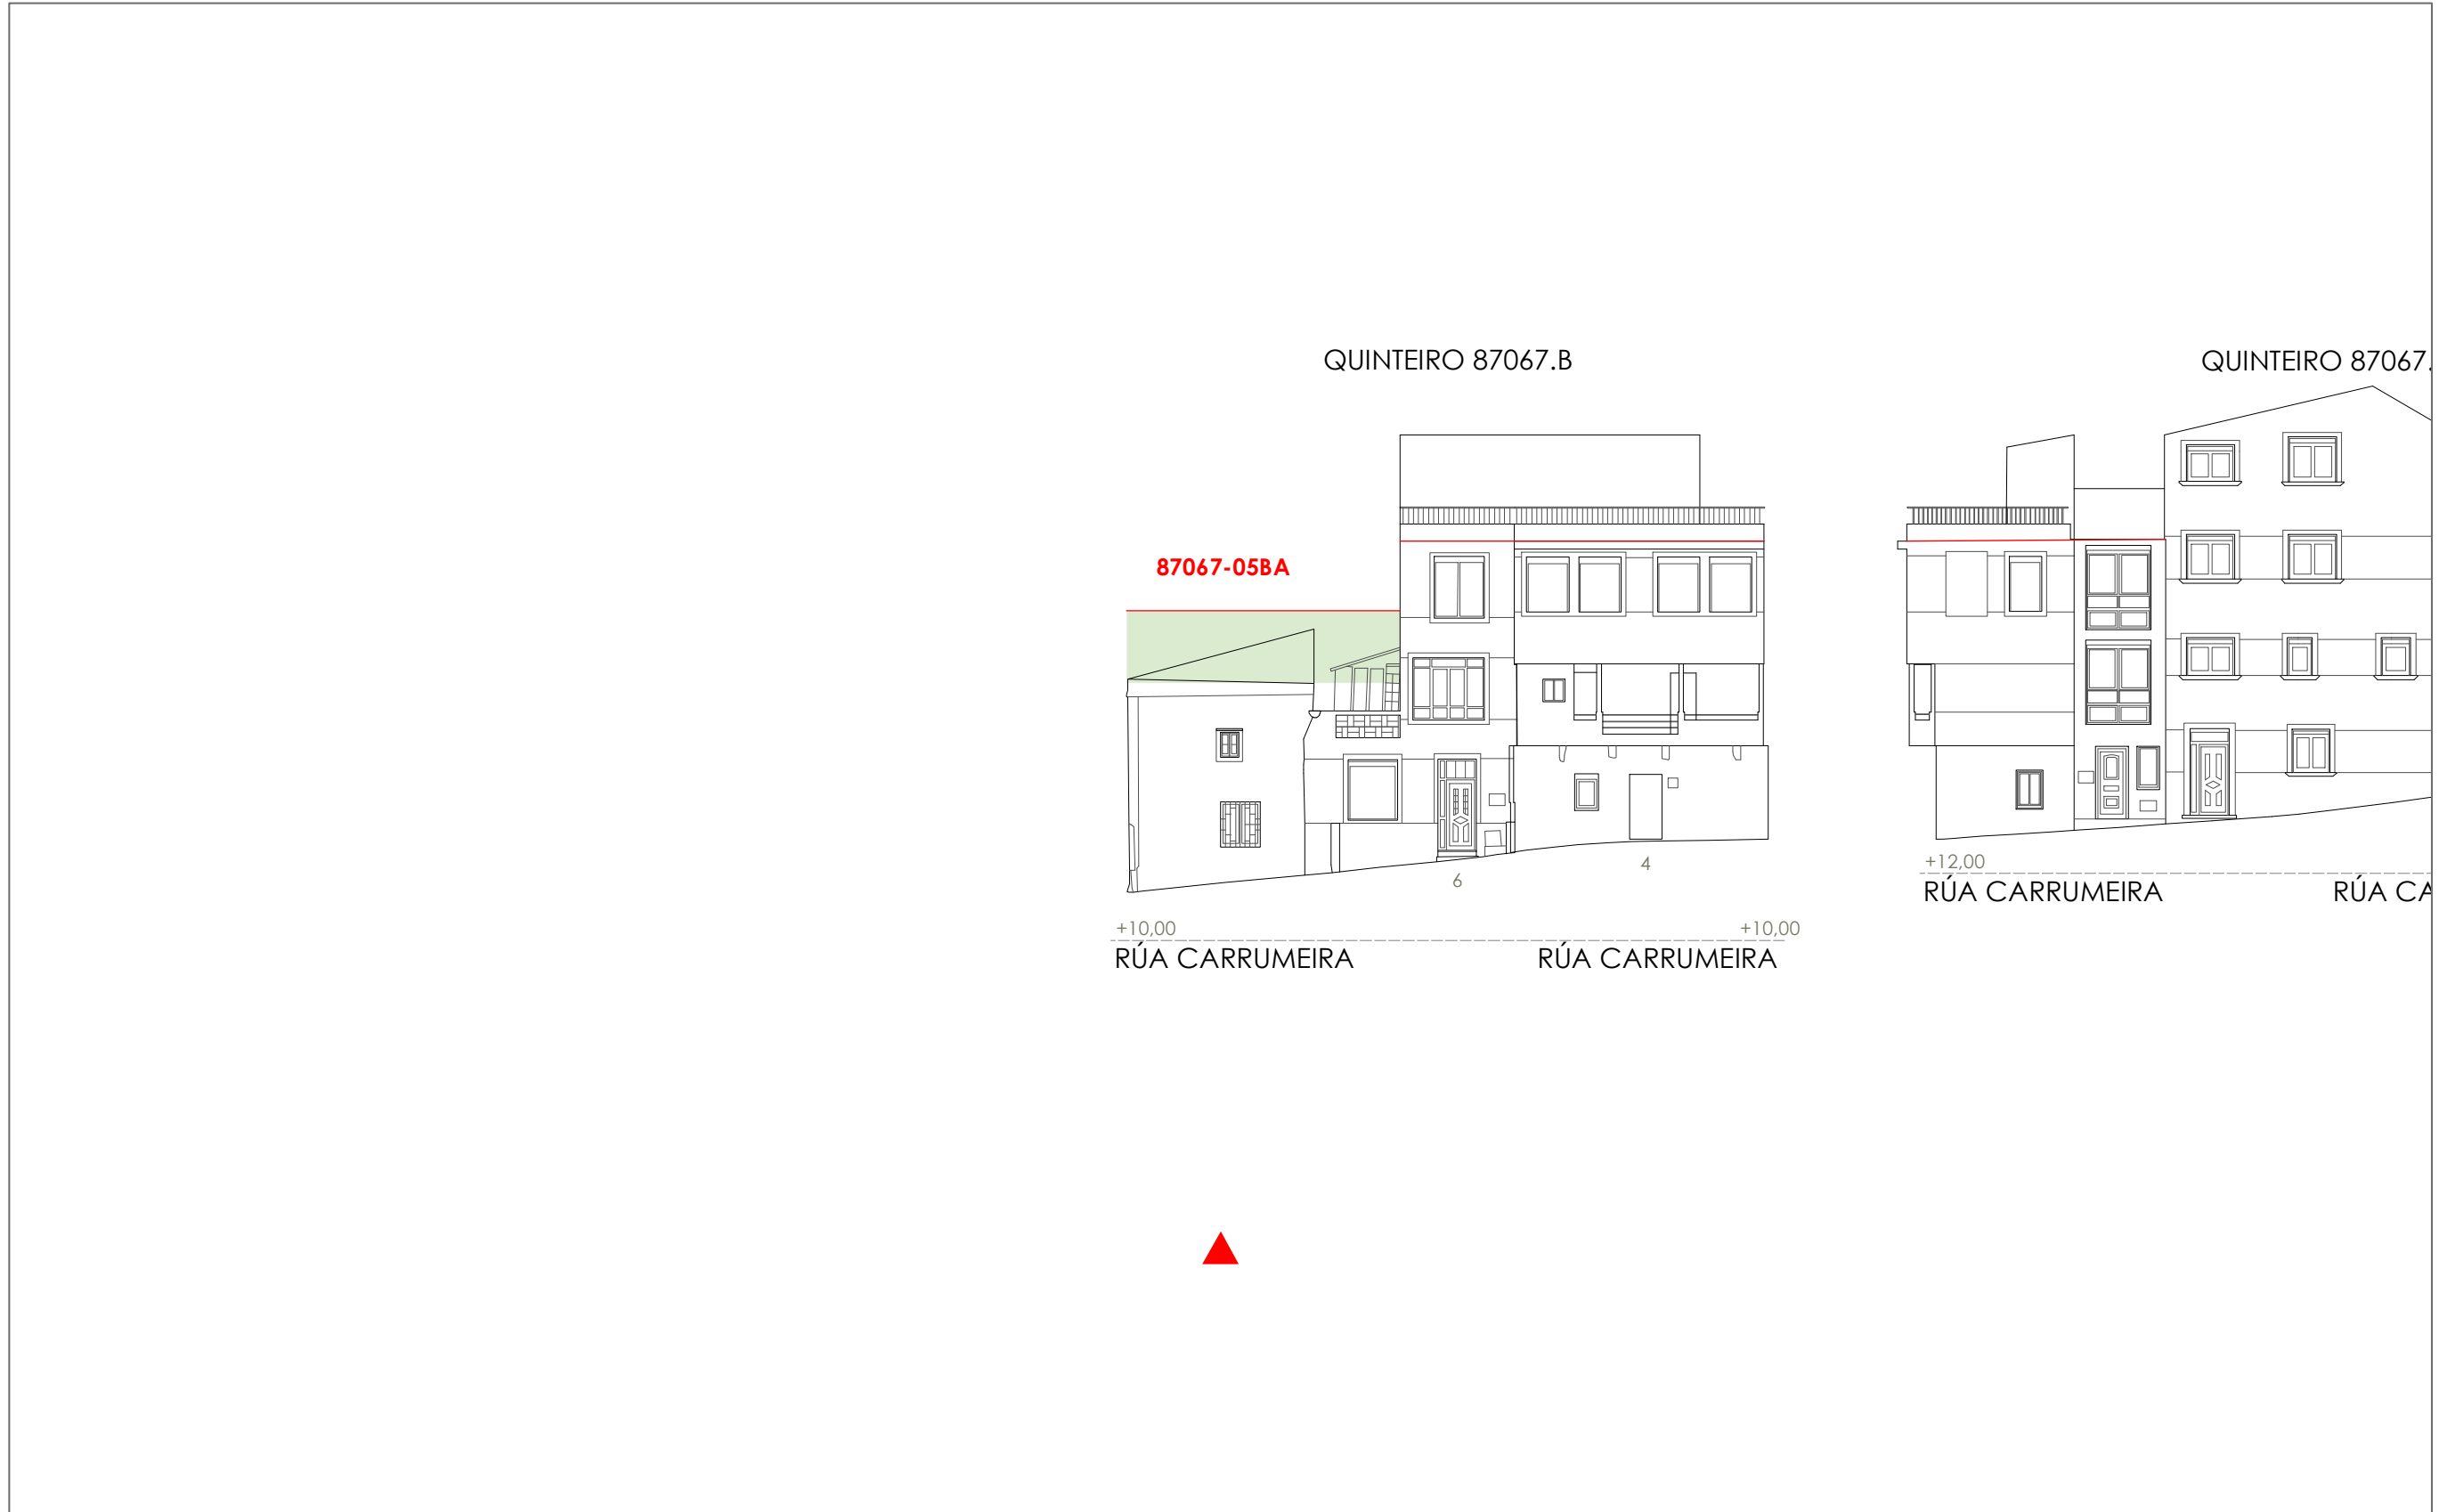 QUINTEIRO 87067.B
87067-05BA
6
4
+10,00
+10,00
RÚA CARRUMEIRA
RÚA CARRUMEIRA
QUINTEIRO 87067.
+12,00
RÚA CARRUMEIRA
RÚA CA